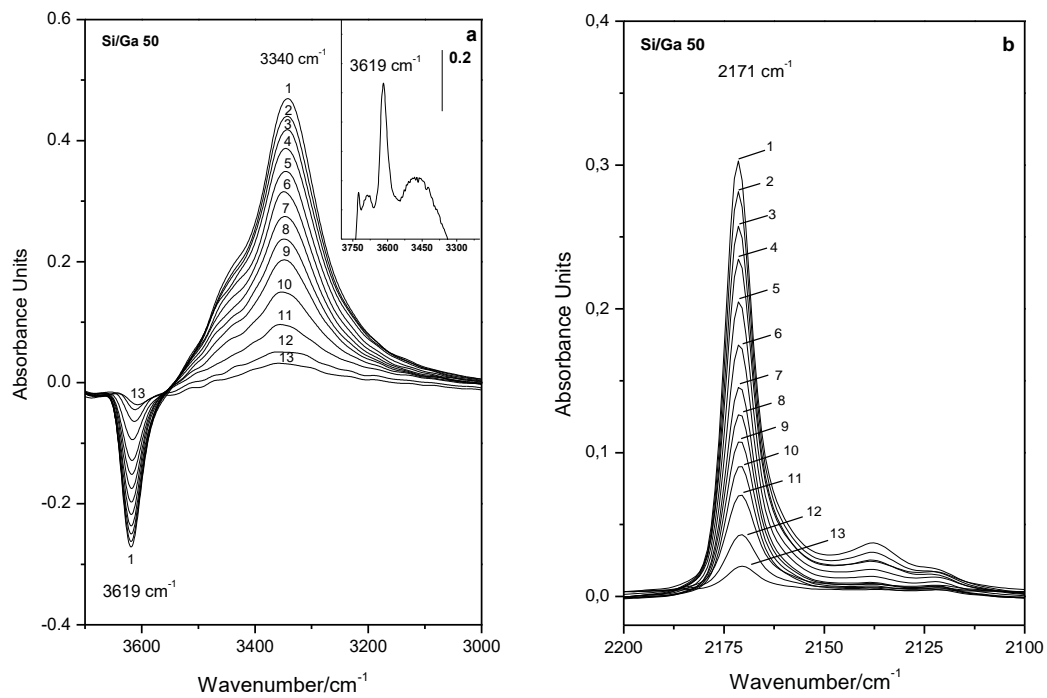 Si/Ga 50
a
3340 cm-1
3619 cm-1
0.2
1
2
3
4
5
6
7
8
9
10
11
12
13
13
1
3619 cm-1
3750 3600 3450 3300
0.6
0.4
0.2
0.0
-0.2
-0.4
3600 3400 3200 3000
Absorbance Units
Wavenumber/cm-1
Si/Ga 50
b
2171 cm-1
1
2
3
4
5
6
7
8
9
10
11
12
13
0,4
0,3
0,2
0,1
0,0
2200 2175 2150 2125 2100
Absorbance Units
Wavenumber/cm-1